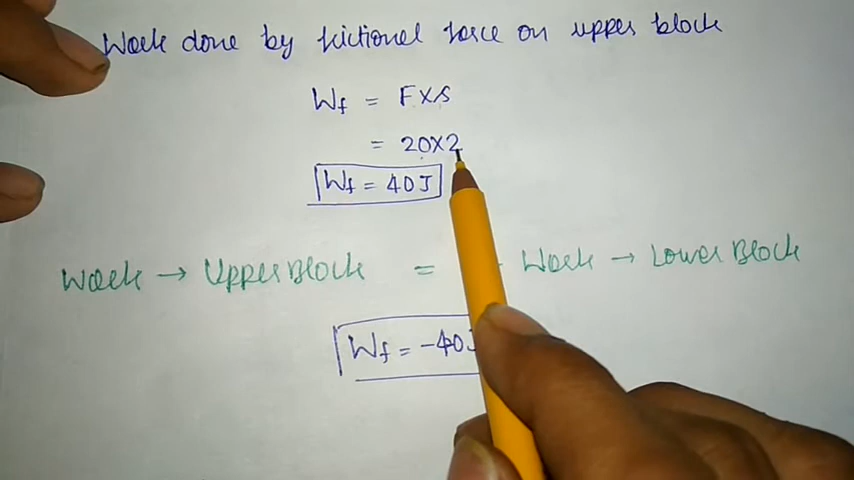 Work done by frictional force on upper block
Wf = F×s
= 20×2
Wf = 40J
Work → Upper Block = - Work → Lower Block
Wf = -40J